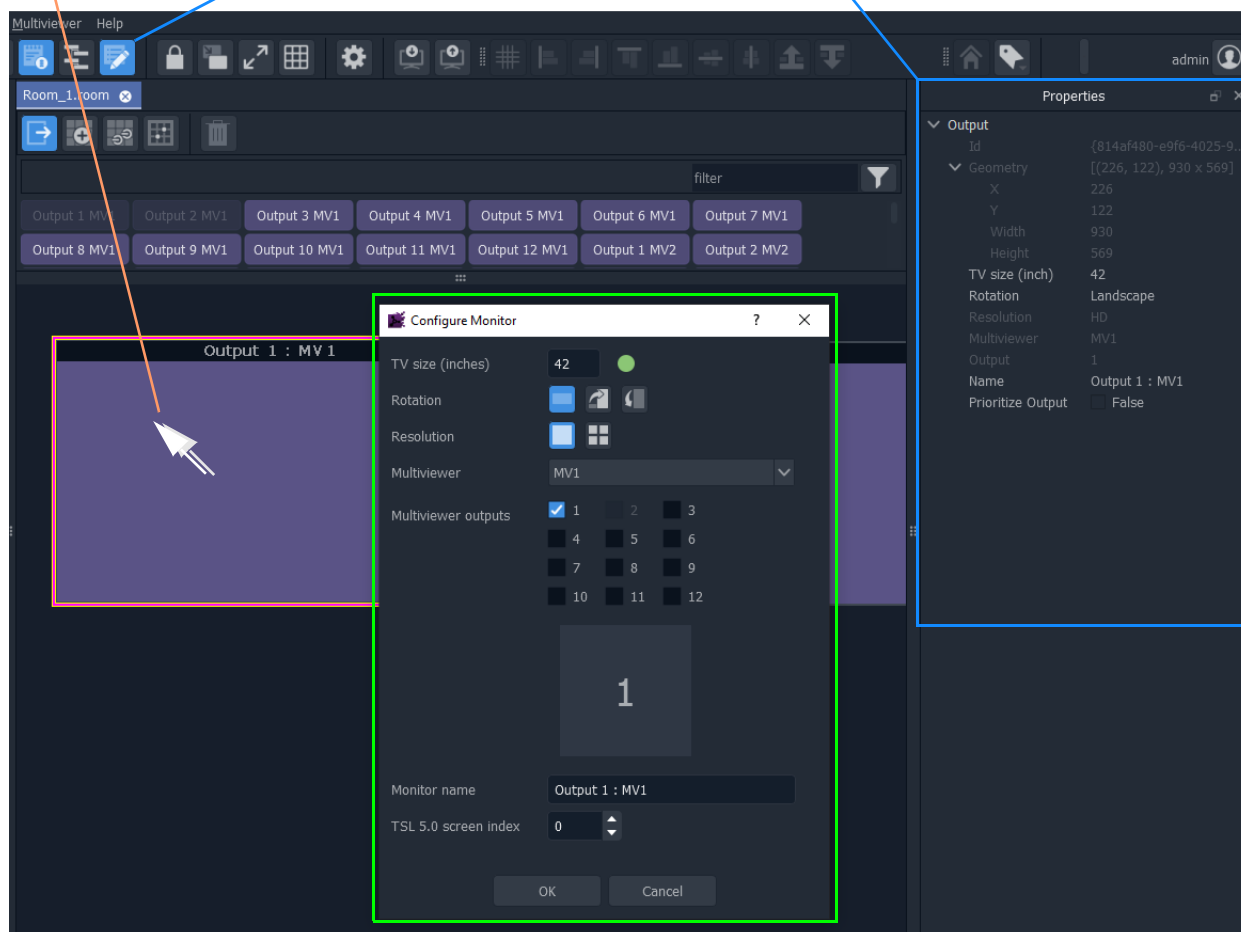 Multiviewer Help
admin
Room_1.room
Properties
filter
Output 1 MV1 Output 2 MV1 Output 3 MV1 Output 4 MV1 Output 5 MV1 Output 6 MV1 Output 7 MV1
Output 8 MV1 Output 9 MV1 Output 10 MV1 Output 11 MV1 Output 12 MV1 Output 1 MV2 Output 2 MV2
Output 1 : MV1
Configure Monitor ?
TV size (inches) 42
Rotation
Resolution
Multiviewer MV1
Multiviewer outputs 1 2 3
4 5 6
7 8 9
10 11 12
1
Monitor name Output 1 : MV1
TSL 5.0 screen index 0
OK Cancel
Output
Id {814af480-e9f6-4025-9..
Geometry [(226, 122), 930 x 569]
X 226
Y 122
Width 930
Height 569
TV size (inch) 42
Rotation Landscape
Resolution HD
Multiviewer MV1
Output 1
Name Output 1 : MV1
Prioritize Output False